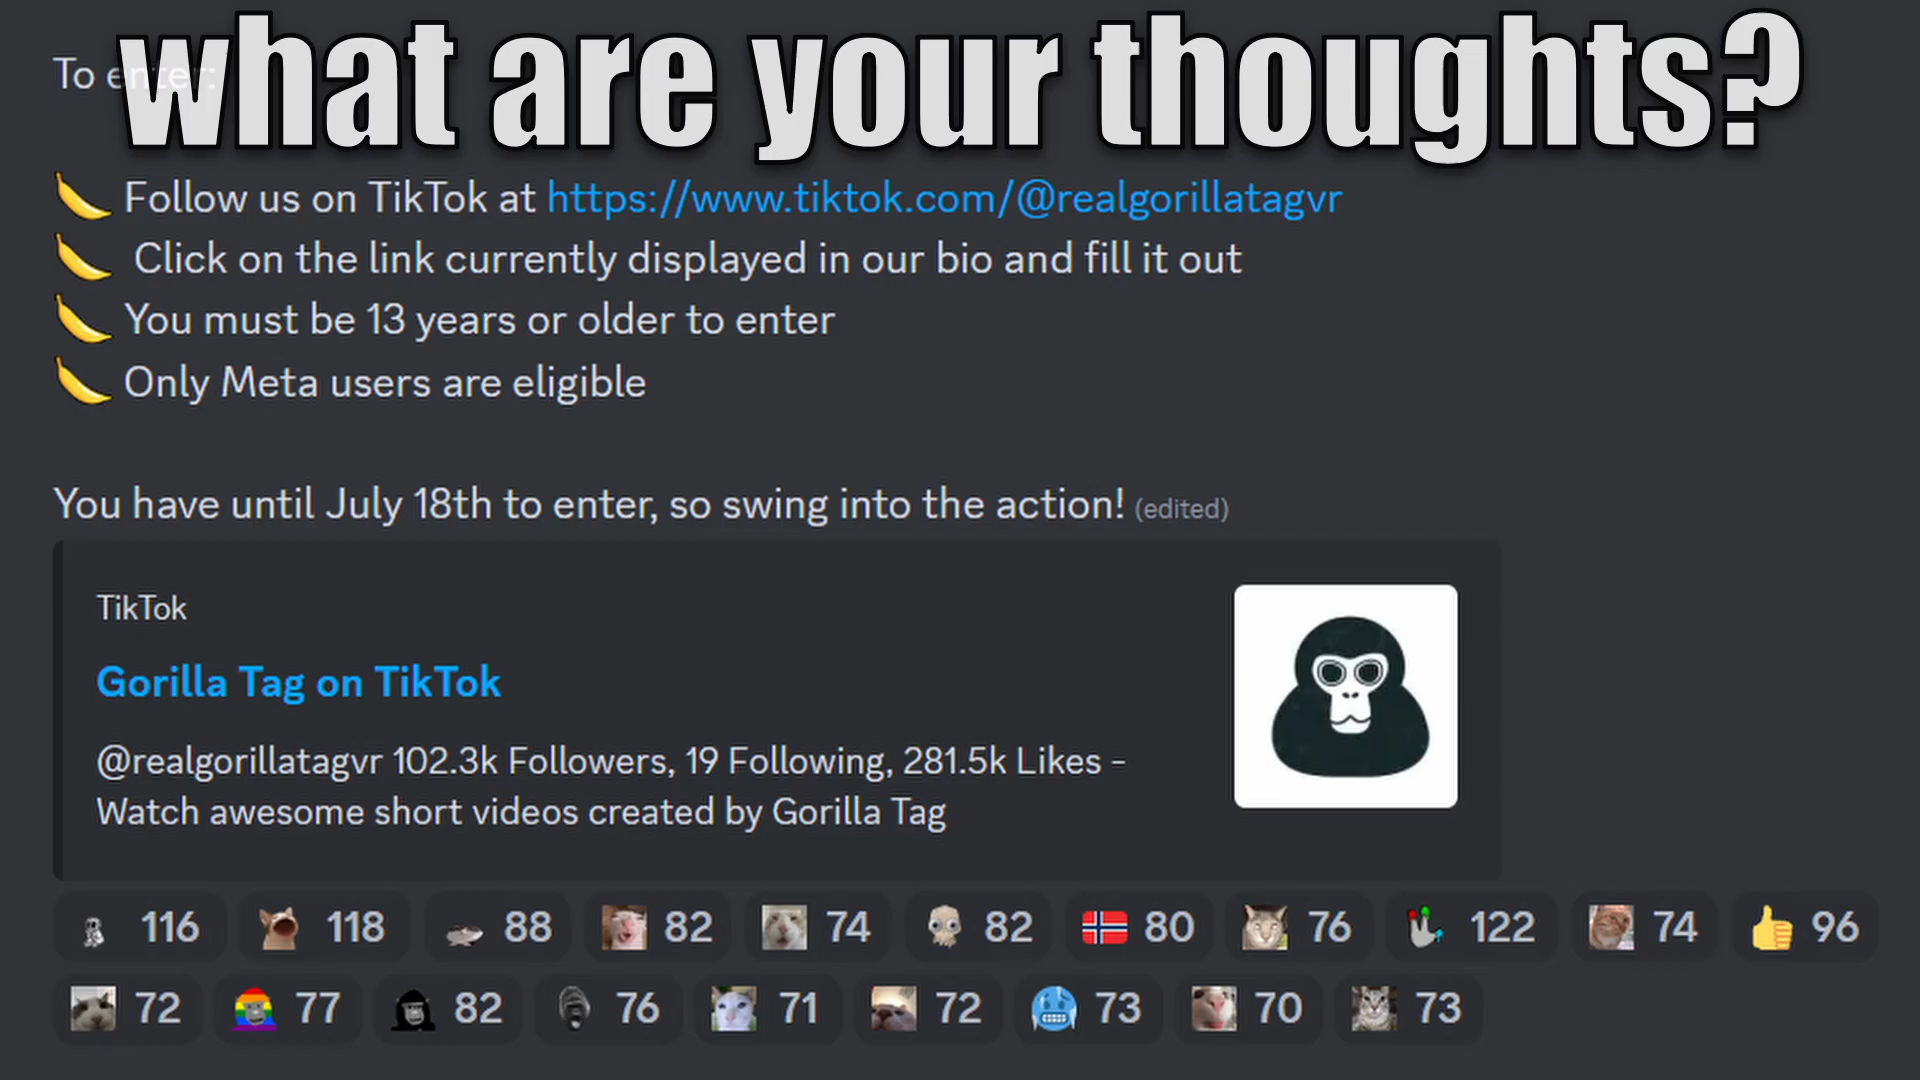 what are your thoughts?
To enter:
Follow us on TikTok at https://www.tiktok.com/@realgorillatagvr
Click on the link currently displayed in our bio and fill it out
You must be 13 years or older to enter
Only Meta users are eligible
You have until July 18th to enter, so swing into the action! (edited)
TikTok
Gorilla Tag on TikTok
@realgorillatagvr 102.3k Followers, 19 Following, 281.5k Likes -
Watch awesome short videos created by Gorilla Tag
116 118 88 82 74 82 80 76 122 74 96
72 77 82 76 71 72 73 70 73